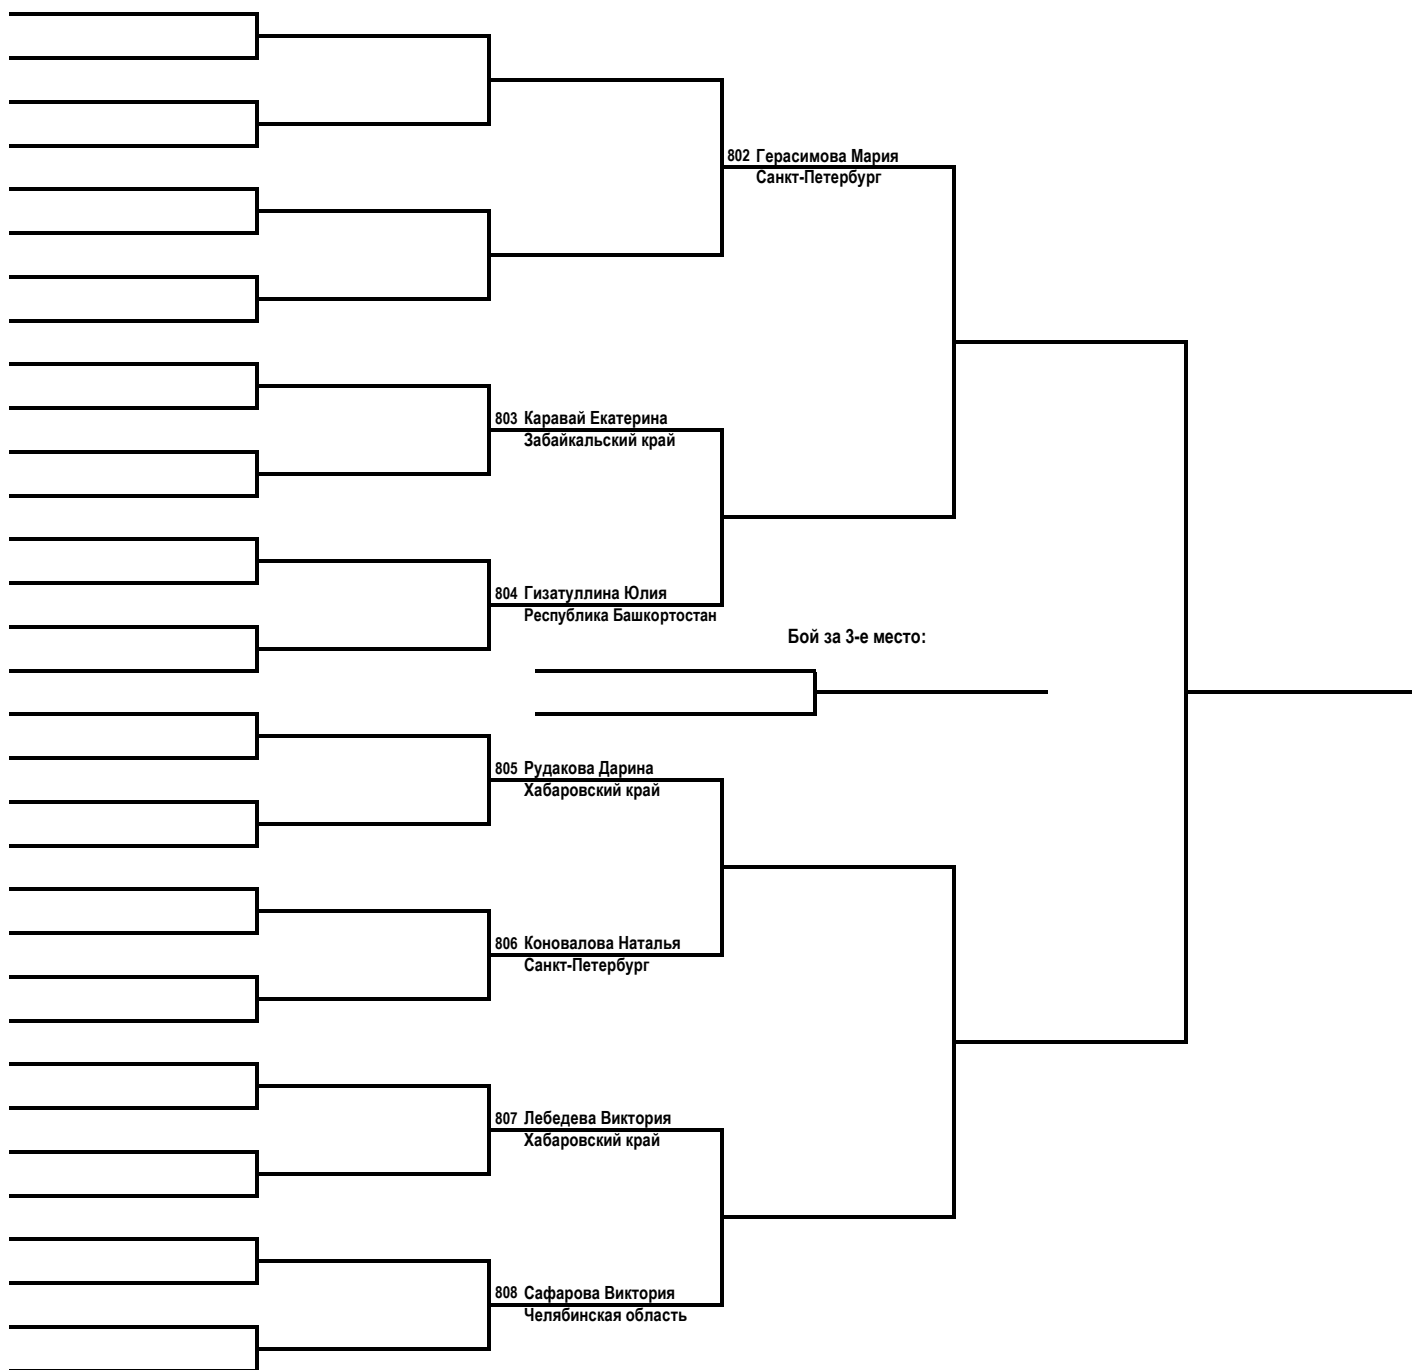 802 Герасимова Мария
Санкт-Петербург
803 Каравай Екатерина
Забайкальский край
804 Гизатуллина Юлия
Республика Башкортостан
Бой за 3-е место:
805 Рудакова Дарина
Хабаровский край
806 Коновалова Наталья
Санкт-Петербург
807 Лебедева Виктория
Хабаровский край
808 Сафарова Виктория
Челябинская область